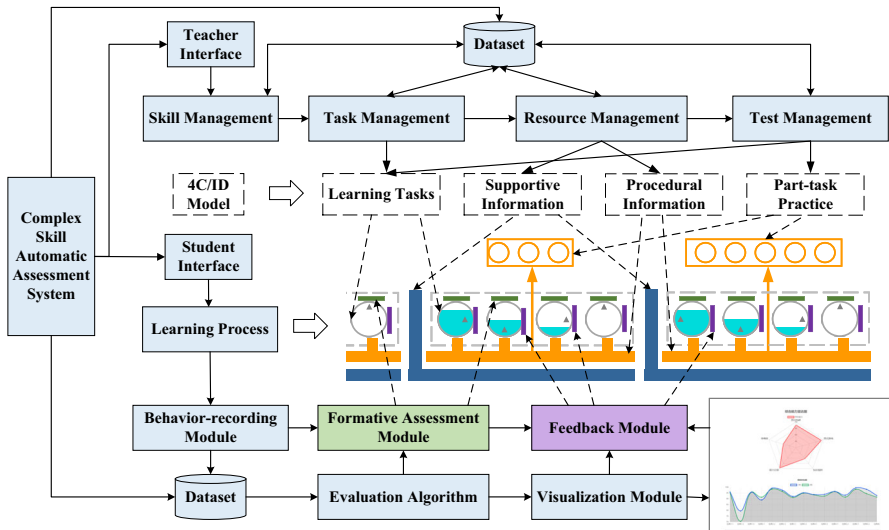 Teacher
Interface
Dataset
Skill Management
Task Management
Resource Management
Test Management
4C/ID
Model
Learning Tasks
Supportive
Information
Procedural
Information
Part-task
Practice
Complex
Skill
Automatic
Assessment
System
Student
Interface
Learning Process
Behavior-recording
Module
Formative Assessment
Module
Feedback Module
Dataset
Evaluation Algorithm
Visualization Module